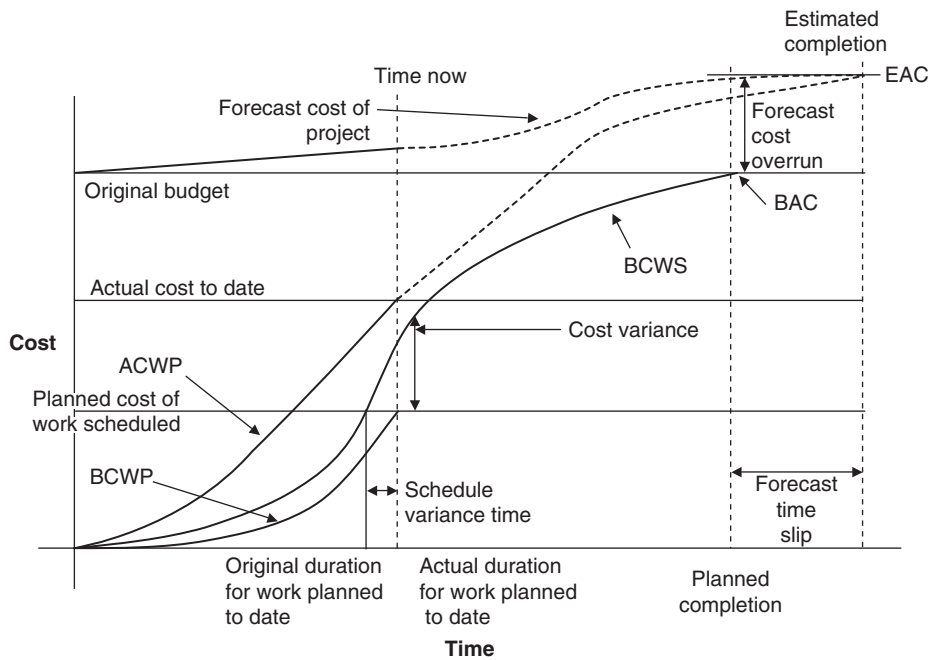 Estimated
completion
EAC
Time now
Forecast cost of
project
Forecast
cost
overrun
Original budget
BAC
BCWS
Actual cost to date
Cost variance
Cost
ACWP
Planned cost of
work scheduled
BCWP
Schedule
variance time
Forecast
time
slip
Original duration
for work planned
to date
Actual duration
for work planned
to date
Planned
completion
Time